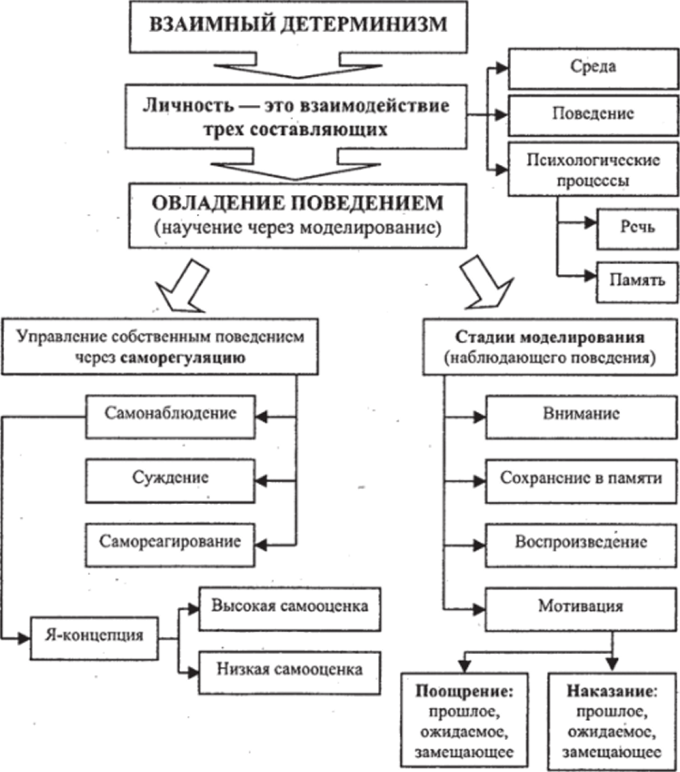 ВЗАИМНЫЙ ДЕТЕРМИНИЗМ
Личность — это взаимодействие
трех составляющих
Среда
Поведение
Психологические
процессы
Речь
Память
ОВЛАДЕНИЕ ПОВЕДЕНИЕМ
(научение через моделирование)
Управление собственным поведением
через саморегуляцию
Самонаблюдение
Суждение
Самореагирование
Я-концепция
Высокая самооценка
Низкая самооценка
Стадии моделирования
(наблюдающего поведения)
Внимание
Сохранение в памяти
Воспроизведение
Мотивация
Поощрение:
прошлое,
ожидаемое,
замещающее
Наказание:
прошлое,
ожидаемое,
замещающее